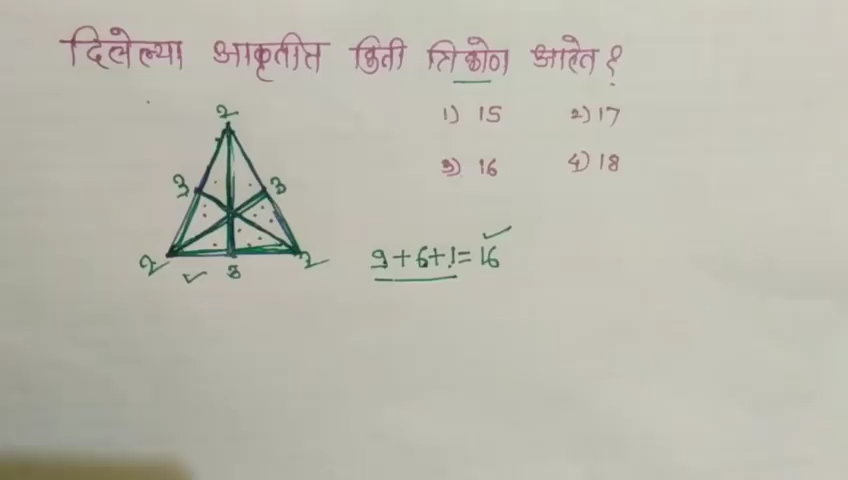 दिलेल्या आकृतीत किती त्रिकोण आहेत ?
1) 15 2) 17
3) 16 4) 18
2
3 3
2 3 2
9+6+1=16